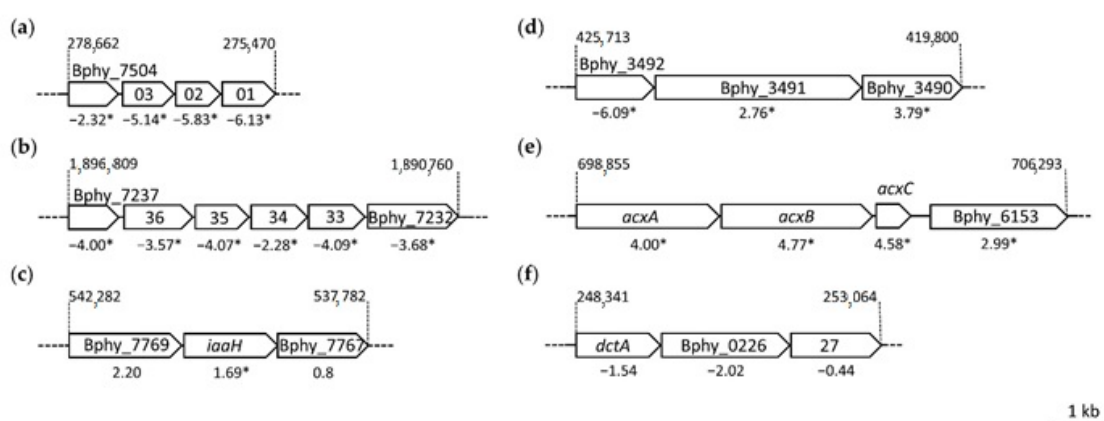 (a)
278,662 275,470
Bphy_7504
03 02 01
−2.32* −5.14* −5.83* −6.13*
(b)
1,896,809 1,890,760
Bphy_7237
36 35 34 33 Bphy_7232
−4.00* −3.57* −4.07* −2.28* −4.09* −3.68*
(c)
542,282 537,782
Bphy_7769 iaaH Bphy_7767
2.20 1.69* 0.8
(d)
425,713 419,800
Bphy_3492
Bphy_3491 Bphy_3490
−6.09* 2.76* 3.79*
(e)
698,855 706,293
acxC
acxA acxB Bphy_6153
4.00* 4.77* 4.58* 2.99*
(f)
248,341 253,064
dctA Bphy_0226 27
−1.54 −2.02 −0.44
1 kb